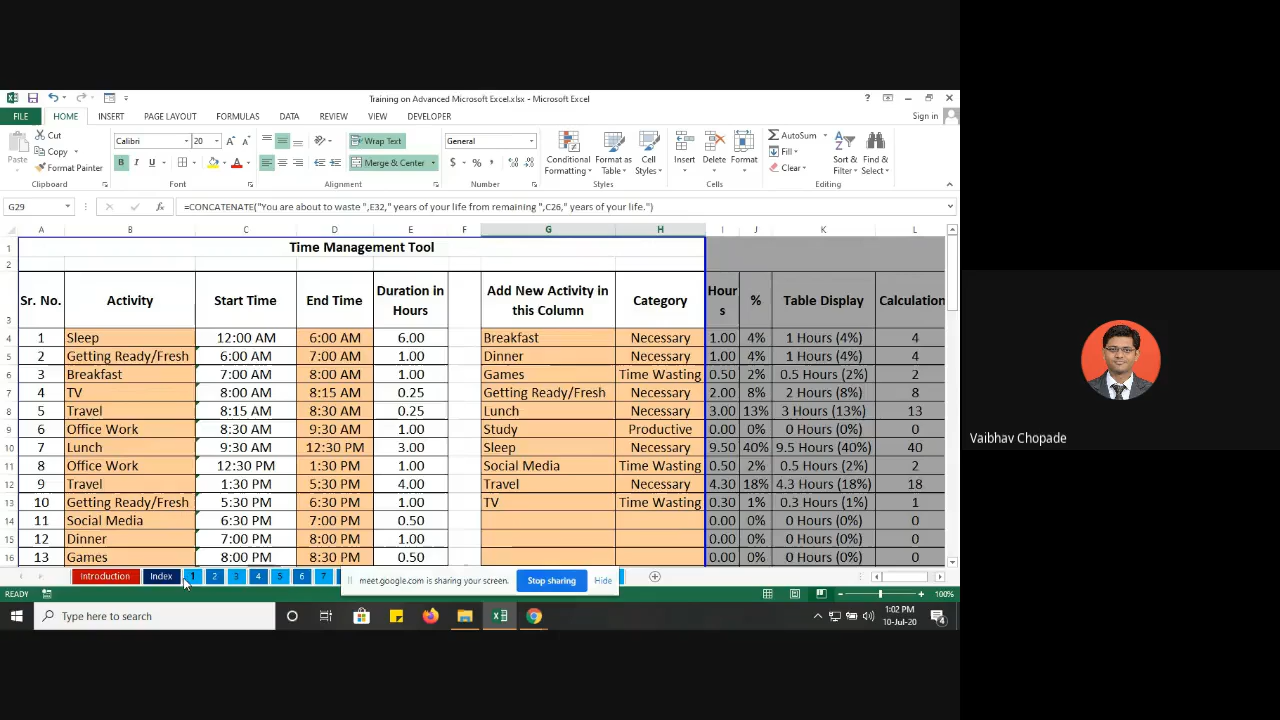 Training on Advanced Microsoft Excel.xlsx - Microsoft Excel
FILE HOME INSERT PAGE LAYOUT FORMULAS DATA REVIEW VIEW DEVELOPER Sign in
Paste Cut Copy Format Painter Clipboard
Calibri 20 B I U A Font
Wrap Text Merge & Center Alignment
General $ % , Number
Conditional Formatting Format as Table Cell Styles Styles
Insert Delete Format Cells
AutoSum Fill Clear Sort & Filter Find & Select Editing
G29 fx =CONCATENATE("You are about to waste ",E32," years of your life from remaining ",C26," years of your life.")
A B C D E F G H I J K L
1 Time Management Tool
2
3 Sr. No. Activity Start Time End Time Duration in Hours Add New Activity in this Column Category Hours % Table Display Calculation
4 1 Sleep 12:00 AM 6:00 AM 6.00 Breakfast Necessary 1.00 4% 1 Hours (4%) 4
5 2 Getting Ready/Fresh 6:00 AM 7:00 AM 1.00 Dinner Necessary 1.00 4% 1 Hours (4%) 4
6 3 Breakfast 7:00 AM 8:00 AM 1.00 Games Time Wasting 0.50 2% 0.5 Hours (2%) 2
7 4 TV 8:00 AM 8:15 AM 0.25 Getting Ready/Fresh Necessary 2.00 8% 2 Hours (8%) 8
8 5 Travel 8:15 AM 8:30 AM 0.25 Lunch Necessary 3.00 13% 3 Hours (13%) 13
9 6 Office Work 8:30 AM 9:30 AM 1.00 Study Productive 0.00 0% 0 Hours (0%) 0
10 7 Lunch 9:30 AM 12:30 PM 3.00 Sleep Necessary 9.50 40% 9.5 Hours (40%) 40
11 8 Office Work 12:30 PM 1:30 PM 1.00 Social Media Time Wasting 0.50 2% 0.5 Hours (2%) 2
12 9 Travel 1:30 PM 5:30 PM 4.00 Travel Necessary 4.30 18% 4.3 Hours (18%) 18
13 10 Getting Ready/Fresh 5:30 PM 6:30 PM 1.00 TV Time Wasting 0.30 1% 0.3 Hours (1%) 1
14 11 Social Media 6:30 PM 7:00 PM 0.50 0.00 0% 0 Hours (0%) 0
15 12 Dinner 7:00 PM 8:00 PM 1.00 0.00 0% 0 Hours (0%) 0
16 13 Games 8:00 PM 8:30 PM 0.50 0.00 0% 0 Hours (0%) 0
Introduction Index 1 2 3 4 5 6 7
meet.google.com is sharing your screen. Stop sharing Hide
READY 100%
Type here to search
1:02 PM
10-Jul-20
4
Vaibhav Chopade